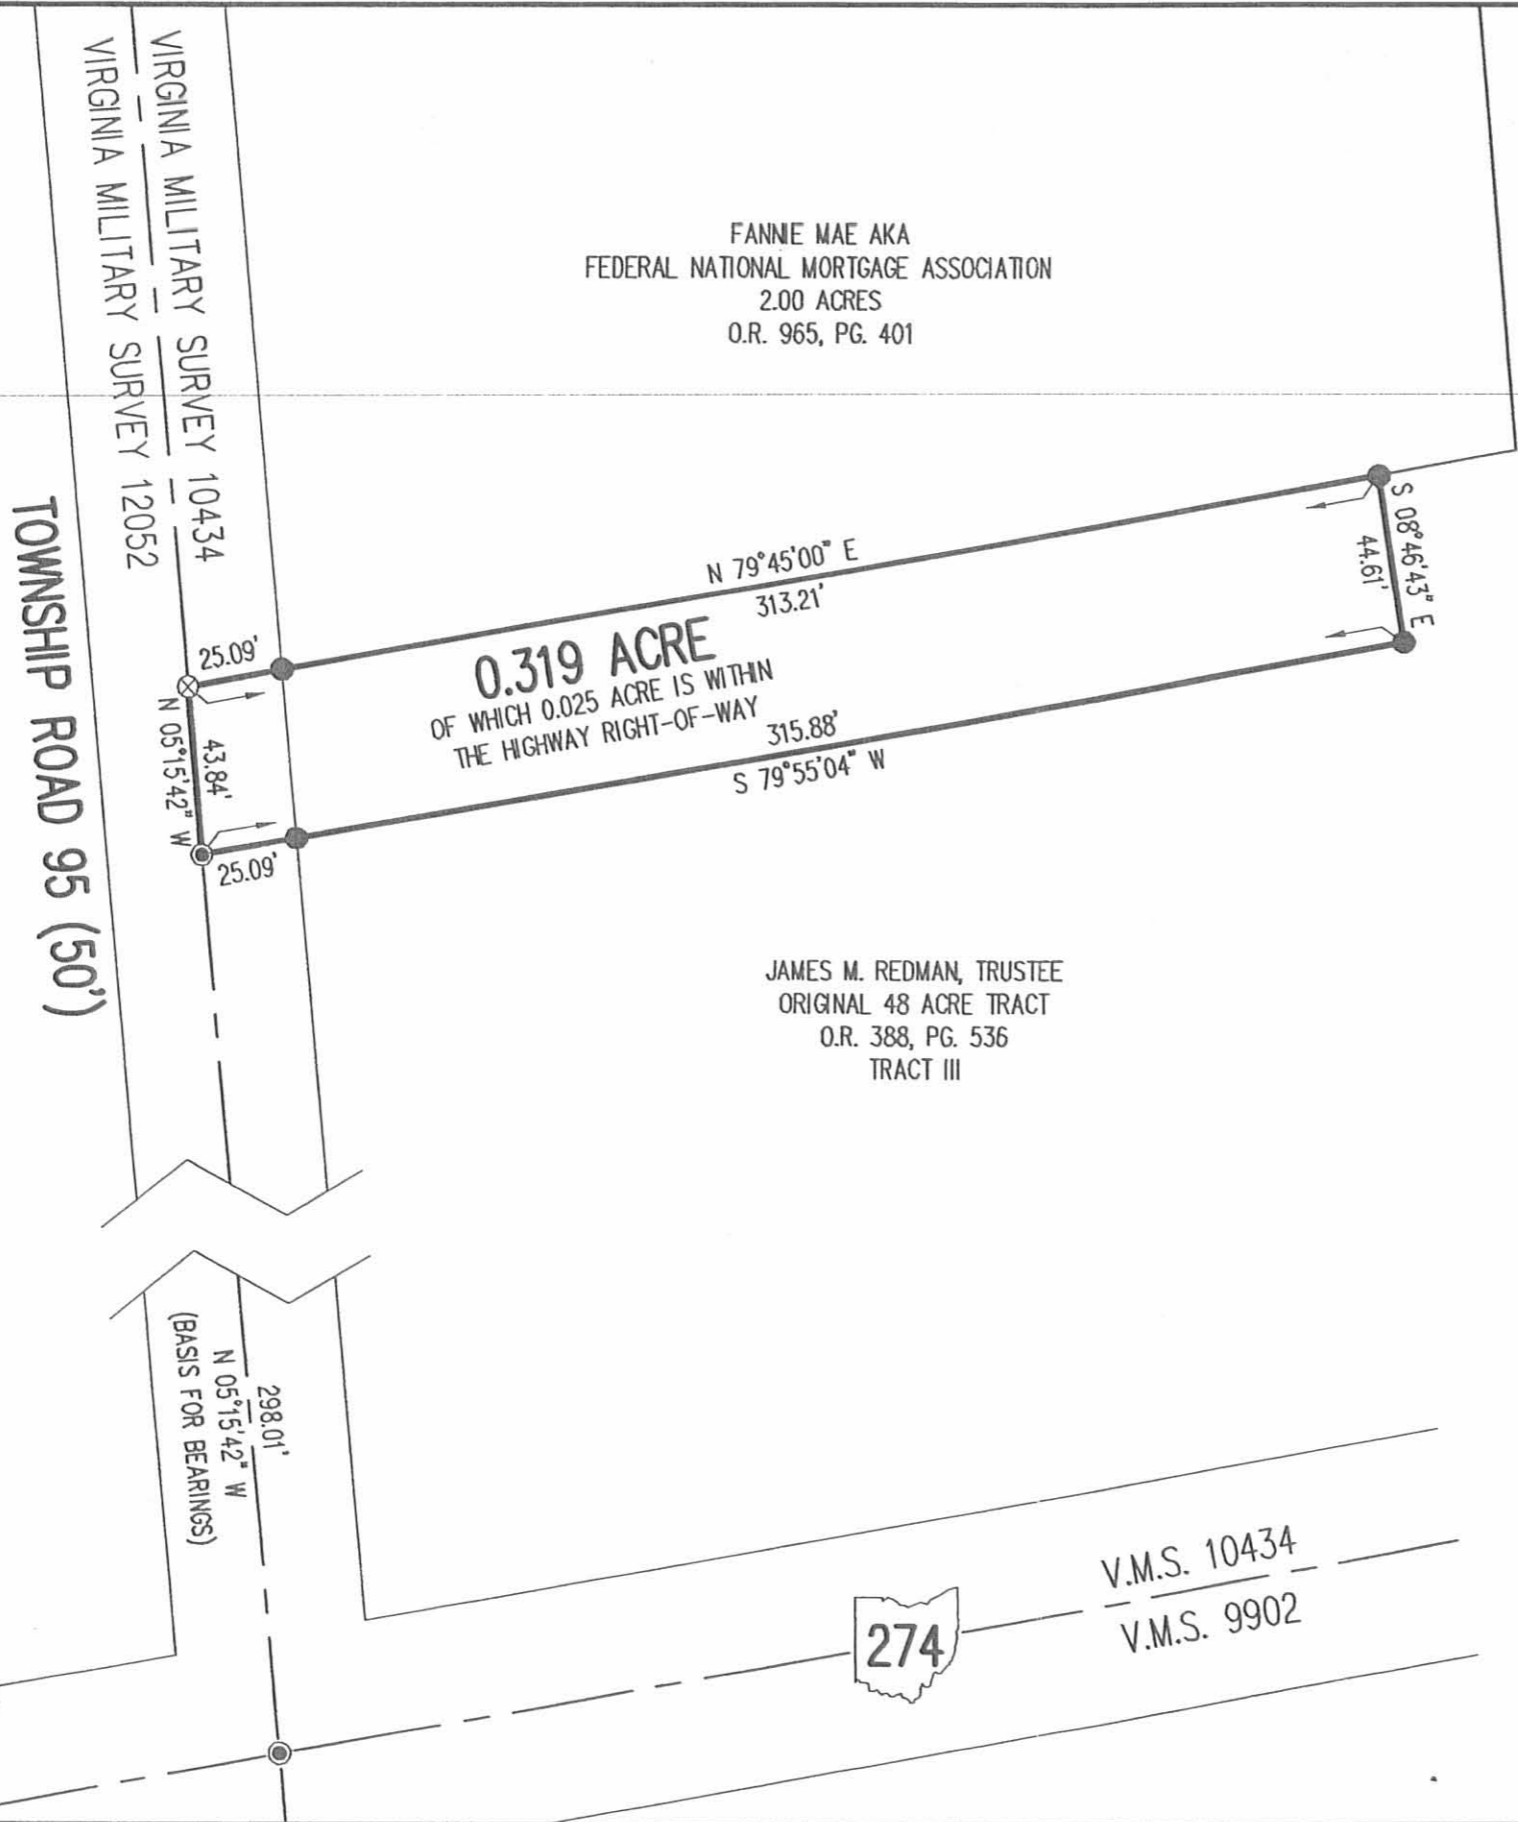 VIRGINIA MILITARY SURVEY 10434
VIRGINIA MILITARY SURVEY 12052
TOWNSHIP ROAD 95 (50')
FANNIE MAE AKA
FEDERAL NATIONAL MORTGAGE ASSOCIATION
2.00 ACRES
O.R. 965, PG. 401
S 08°46'43" E
44.61'
N 79°45'00" E
313.21'
25.09'
0.319 ACRE
OF WHICH 0.025 ACRE IS WITHIN
THE HIGHWAY RIGHT-OF-WAY
315.88'
S 79°55'04" W
43.84'
N 05°15'42" W
25.09'
JAMES M. REDMAN, TRUSTEE
ORIGINAL 48 ACRE TRACT
O.R. 388, PG. 536
TRACT III
298.01'
N 05°15'42" W
(BASIS FOR BEARINGS)
V.M.S. 10434
V.M.S. 9902
274